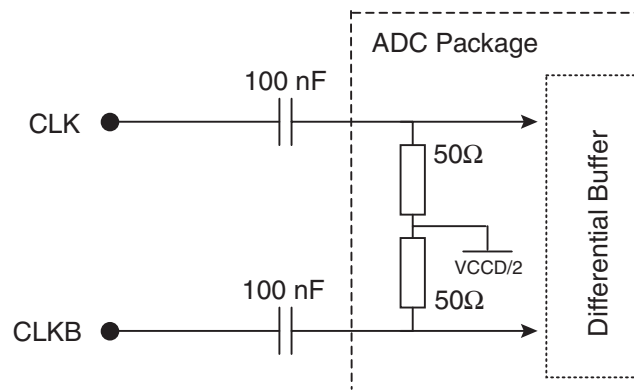 ADC Package
100 nF
CLK
50Ω
VCCD/2
100 nF
50Ω
CLKB
Differential Buffer